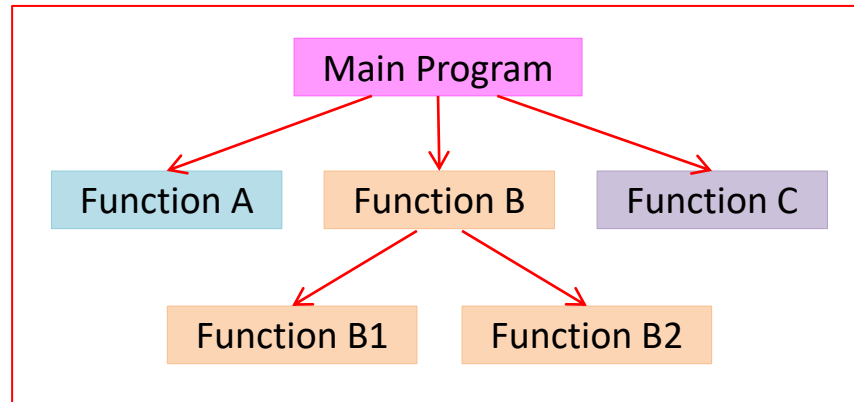 Main Program
Function A
Function B
Function C
Function B1
Function B2